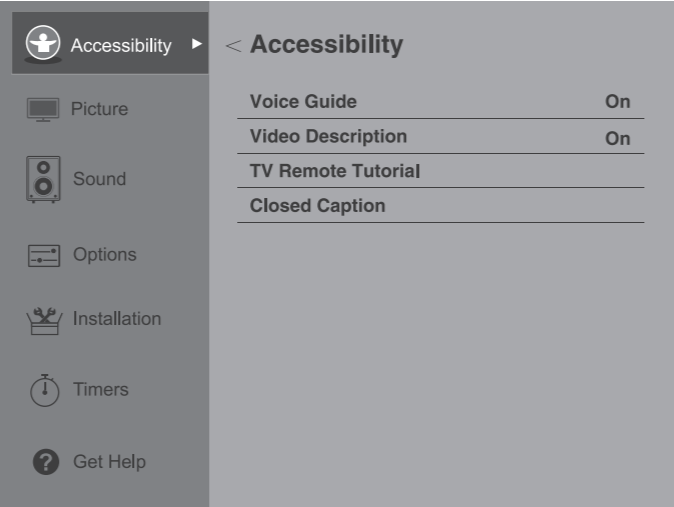 Accessibility
Picture
Sound
Options
Installation
Timers
Get Help
< Accessibility
Voice Guide On
Video Description On
TV Remote Tutorial
Closed Caption